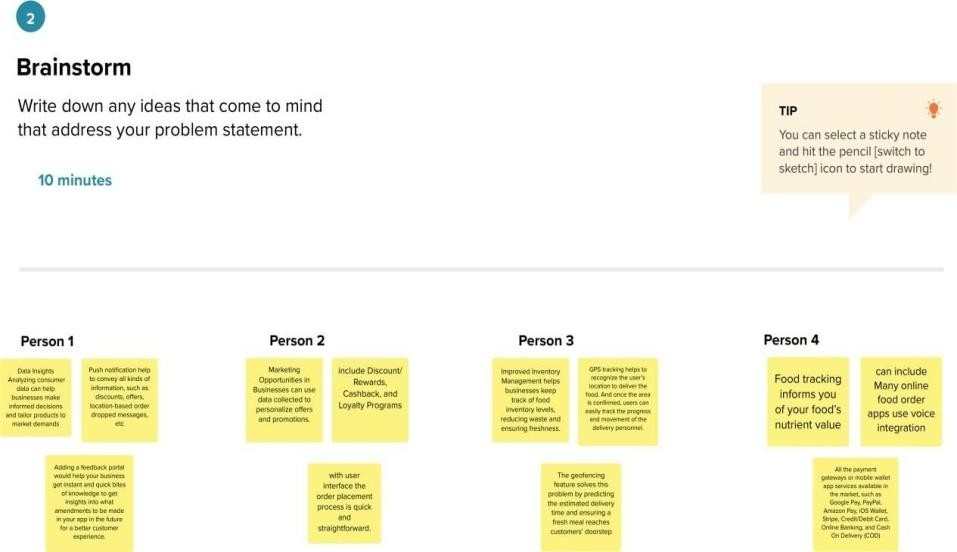 2
Brainstorm
Write down any ideas that come to mind
that address your problem statement.
10 minutes
TIP
You can select a sticky note
and hit the pencil [switch to
sketch] icon to start drawing!
Person 1
Data Insights
Analyzing consumer
data can help
businesses make
informed decisions
and tailor products to
market demands
Push notification help
to convey all kinds of
information, such as
discounts, offers,
location-based order
dropped messages,
etc
Adding a feedback portal
would help your business
get instant and quick bites
of knowledge to get
insights into what
amendments to be made
in your app in the future
for a better customer
experience.
Person 2
Marketing
Opportunities in
Businesses can use
data collected to
personalize offers
and promotions.
include Discount/
Rewards,
Cashback, and
Loyalty Programs
with user
interface the
order placement
process is quick
and
straightforward.
Person 3
Improved Inventory
Management helps
businesses keep
track of food
inventory levels,
reducing waste and
ensuring freshness.
GPS tracking helps to
recognize the user's
location to deliver the
food. And once the area
is confirmed, users can
easily track the progress
and movement of the
delivery personnel.
The geofencing
feature solves this
problem by predicting
the estimated delivery
time and ensuring a
fresh meal reaches
customers' doorstep
Person 4
Food tracking
informs you
of your food's
nutrient value
can include
Many online
food order
apps use voice
integration
All the payment
gateways or mobile wallet
app services available in
the market, such as
Google Pay, PayPal,
Amazon Pay, iOS Wallet,
Stripe, Credit/Debit Card,
Online Banking, and Cash
On Delivery (COD)